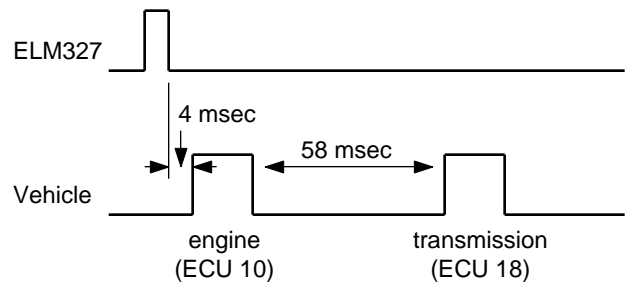 ELM327
4 msec
58 msec
Vehicle
engine
(ECU 10)
transmission
(ECU 18)